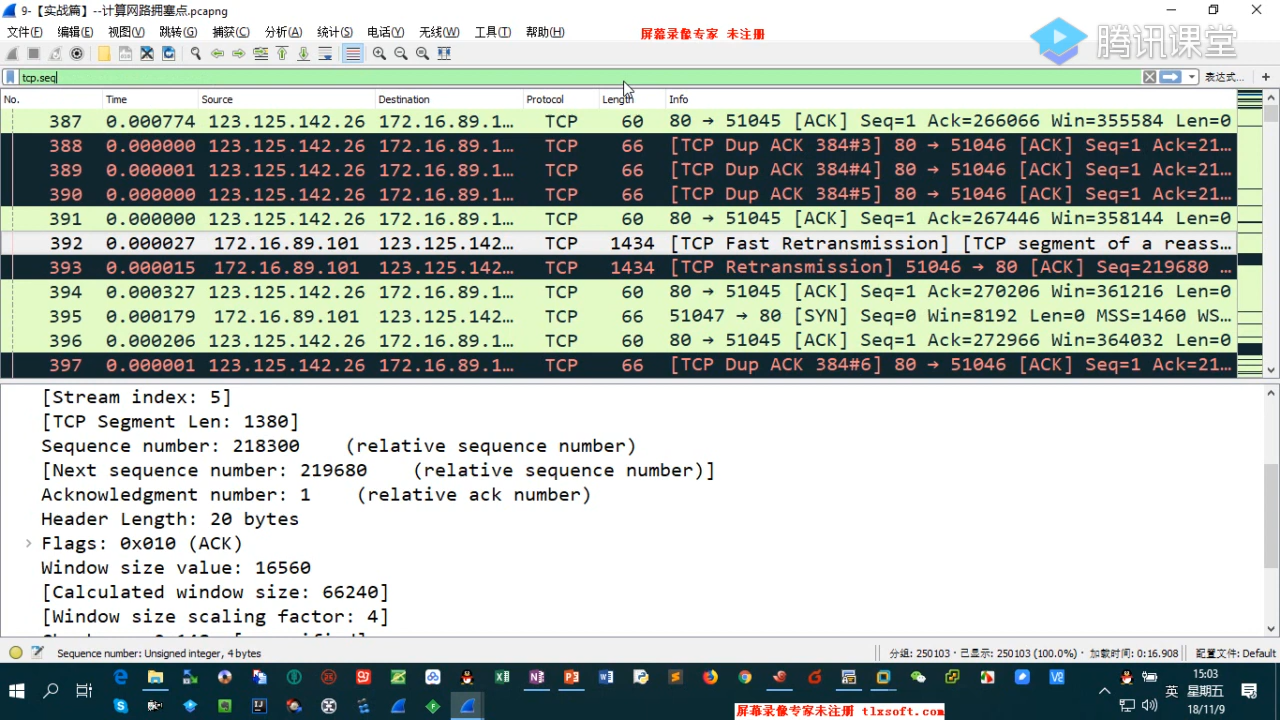 9-【实战篇】--计算网路拥塞点.pcapng
文件(F) 编辑(E) 视图(V) 跳转(G) 捕获(C) 分析(A) 统计(S) 电话(Y) 无线(W) 工具(T) 帮助(H)
屏幕录像专家 未注册
腾讯课堂
tcp.seq
表达式… +
No. Time Source Destination Protocol Length Info
387 0.000774 123.125.142.26 172.16.89.1… TCP 60 80 → 51045 [ACK] Seq=1 Ack=266066 Win=355584 Len=0
388 0.000000 123.125.142.26 172.16.89.1… TCP 66 [TCP Dup ACK 384#3] 80 → 51046 [ACK] Seq=1 Ack=21…
389 0.000001 123.125.142.26 172.16.89.1… TCP 66 [TCP Dup ACK 384#4] 80 → 51046 [ACK] Seq=1 Ack=21…
390 0.000000 123.125.142.26 172.16.89.1… TCP 66 [TCP Dup ACK 384#5] 80 → 51046 [ACK] Seq=1 Ack=21…
391 0.000000 123.125.142.26 172.16.89.1… TCP 60 80 → 51045 [ACK] Seq=1 Ack=267446 Win=358144 Len=0
392 0.000027 172.16.89.101 123.125.142… TCP 1434 [TCP Fast Retransmission] [TCP segment of a reass…
393 0.000015 172.16.89.101 123.125.142… TCP 1434 [TCP Retransmission] 51046 → 80 [ACK] Seq=219680 …
394 0.000327 123.125.142.26 172.16.89.1… TCP 60 80 → 51045 [ACK] Seq=1 Ack=270206 Win=361216 Len=0
395 0.000179 172.16.89.101 123.125.142… TCP 66 51047 → 80 [SYN] Seq=0 Win=8192 Len=0 MSS=1460 WS…
396 0.000206 123.125.142.26 172.16.89.1… TCP 60 80 → 51045 [ACK] Seq=1 Ack=272966 Win=364032 Len=0
397 0.000001 123.125.142.26 172.16.89.1… TCP 66 [TCP Dup ACK 384#6] 80 → 51046 [ACK] Seq=1 Ack=21…
[Stream index: 5]
[TCP Segment Len: 1380]
Sequence number: 218300 (relative sequence number)
[Next sequence number: 219680 (relative sequence number)]
Acknowledgment number: 1 (relative ack number)
Header Length: 20 bytes
Flags: 0x010 (ACK)
Window size value: 16560
[Calculated window size: 66240]
[Window size scaling factor: 4]
Sequence number: Unsigned integer, 4 bytes
分组: 250103 · 已显示: 250103 (100.0%) · 加载时间: 0:16.908
配置文件: Default
15:03
英 星期五
18/11/9
屏幕录像专家未注册 tlxsoft.com